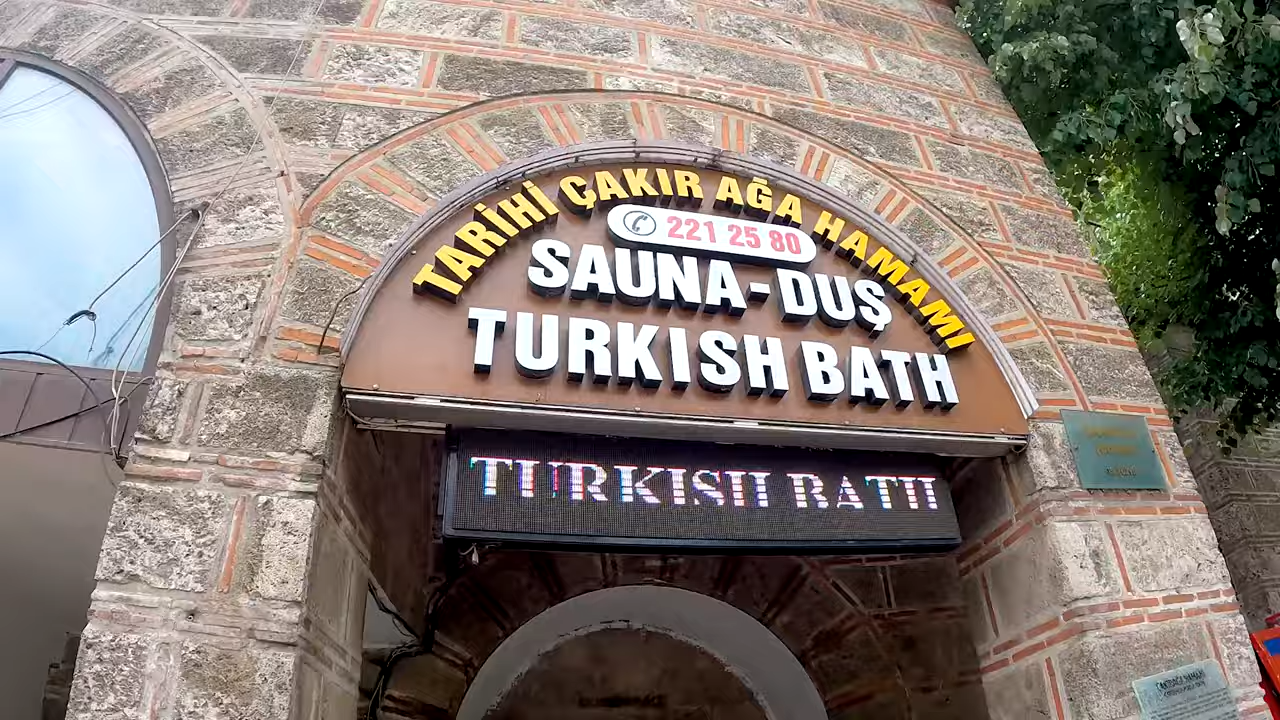 TARİHİ ÇAKIR AĞA HAMAMI
221 25 80
SAUNA-DUŞ
TURKISH BATH
TURKISH BATH